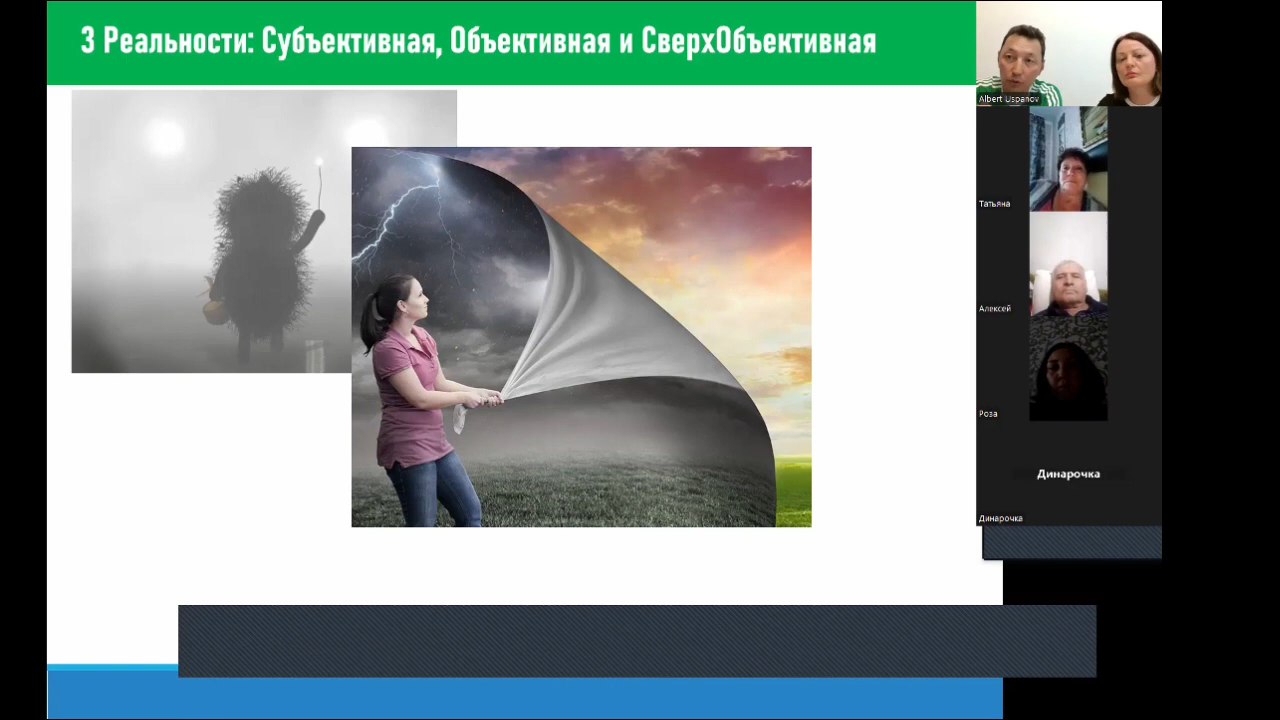 3 Реальности: Субъективная, Объективная и СверхОбъективная
Albert Uspanov
Татьяна
Алексей
Роза
Динарочка
Динарочка